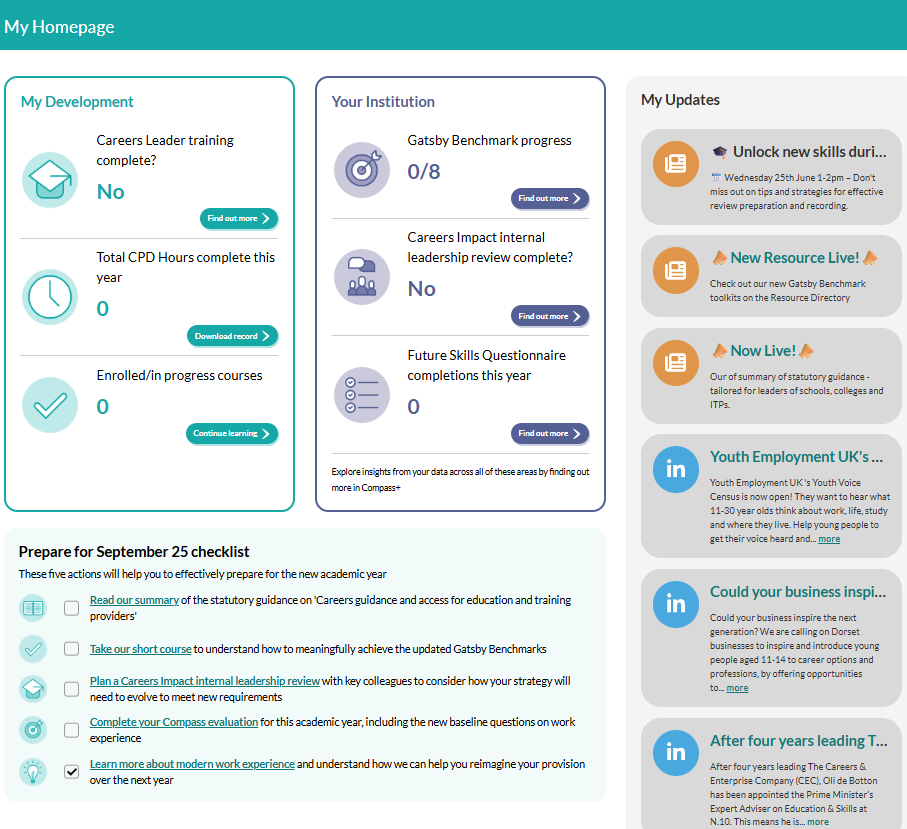 My Homepage
My Development
Careers Leader training
complete?
No
Find out more
Total CPD Hours complete this
year
0
Download record
Enrolled/in progress courses
0
Continue learning
Your Institution
Gatsby Benchmark progress
0/8
Find out more
Careers Impact internal
leadership review complete?
No
Find out more
Future Skills Questionnaire
completions this year
0
Find out more
Explore insights from your data across all of these areas by finding out
more in Compass+
Prepare for September 25 checklist
These five actions will help you to effectively prepare for the new academic year
Read our summary of the statutory guidance on 'Careers guidance and access for education and training
providers'
Take our short course to understand how to meaningfully achieve the updated Gatsby Benchmarks
Plan a Careers Impact internal leadership review with key colleagues to consider how your strategy will
need to evolve to meet new requirements
Complete your Compass evaluation for this academic year, including the new baseline questions on work
experience
Learn more about modern work experience and understand how we can help you reimagine your provision
over the next year
My Updates
Unlock new skills duri...
Wednesday 25th June 1-2pm – Don't
miss out on tips and strategies for effective
review preparation and recording.
New Resource Live!
Check out our new Gatsby Benchmark
toolkits on the Resource Directory
Now Live!
Our of summary of statutory guidance -
tailored for leaders of schools, colleges and
ITPs.
in
Youth Employment UK's ...
Youth Employment UK 's Youth Voice
Census is now open! They want to hear what
11-30 year olds think about work, life, study
and where they live. Help young people to
get their voice heard and... more
in
Could your business inspi...
Could your business inspire the next
generation? We are calling on Dorset
businesses to inspire and introduce young
people aged 11-14 to career options and
professions, by offering opportunities
to... more
in
After four years leading T...
After four years leading The Careers &
Enterprise Company (CEC), Oli de Botton
has been appointed the Prime Minister's
Expert Adviser on Education & Skills at
N.10. This means he is... more